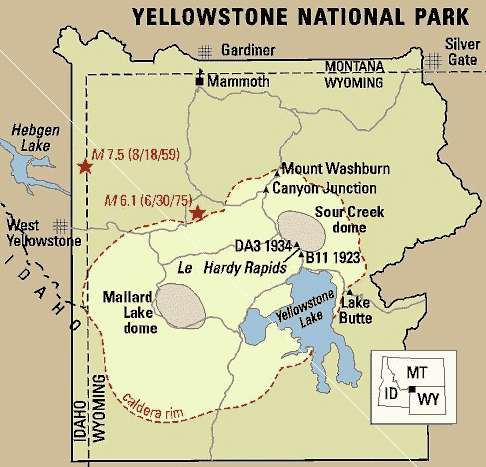 YELLOWSTONE NATIONAL PARK
Gardiner
Silver
Gate
MONTANA
WYOMING
Mammoth
Hebgen
Lake
M 7.5 (8/18/59)
Mount Washburn
Canyon Junction
M 6.1 (6/30/75)
Sour Creek
dome
West
Yellowstone
DA3 1934
B11 1923
Le Hardy Rapids
IDAHO
Mallard
Lake
dome
Yellowstone
Lake
Lake
Butte
MT
ID
WY
IDAHO
WYOMING
caldera rim